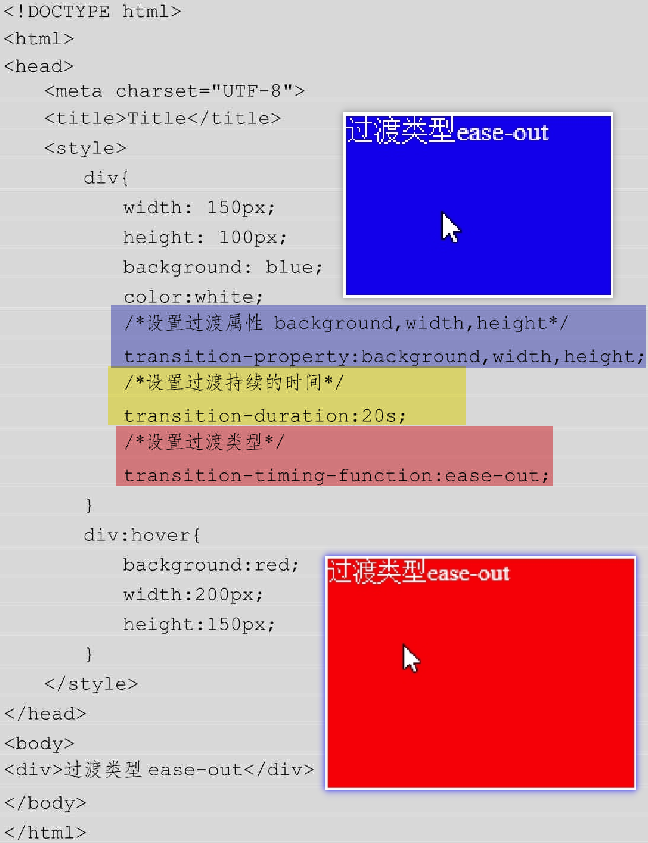 <!DOCTYPE html>
<html>
<head>
<meta charset="UTF-8">
<title>Title</title>
<style>
div{
width: 150px;
height: 100px;
background: blue;
color:white;
/*设置过渡属性 background,width,height*/
transition-property:background,width,height;
/*设置过渡持续的时间*/
transition-duration:20s;
/*设置过渡类型*/
transition-timing-function:ease-out;
}
div:hover{
background:red;
width:200px;
height:150px;
}
</style>
</head>
<body>
<div>过渡类型 ease-out</div>
</body>
</html>
过渡类型ease-out
过渡类型ease-out